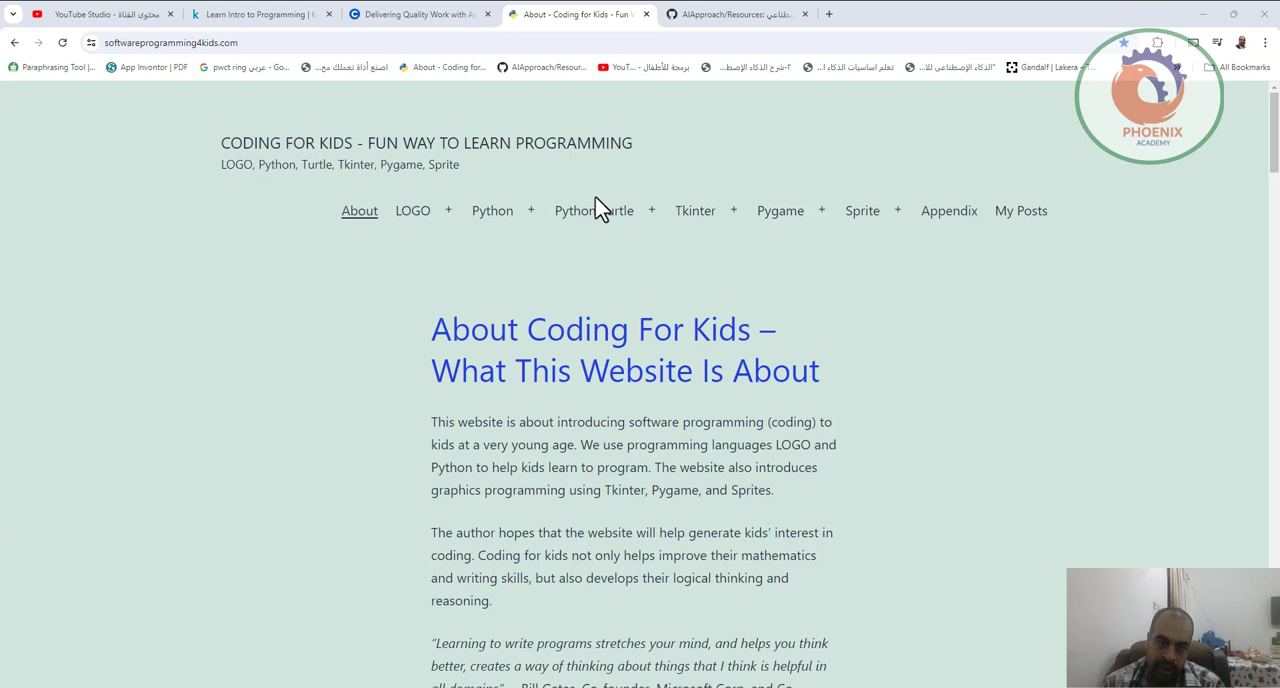 YouTube Studio - محتوى القناة
Learn Intro to Programming | K
Delivering Quality Work with A
About - Coding for Kids - Fun W
AIApproach/Resources:
softwareprogramming4kids.com
Paraphrasing Tool |...
App Inventor | PDF
pwct ring عربي - Go...
اصنع أداة تعملك مج...
About - Coding For...
AIApproach/Resour...
YouT... - برمجة للأطفال
٢-شرح الذكاء الإصط...
تعلم اساسيات الذكاء ا...
الذكاء الإصطناعى للا...
Gandalf | Lakera – T...
All Bookmarks
PHOENIX
ACADEMY
CODING FOR KIDS - FUN WAY TO LEARN PROGRAMMING
LOGO, Python, Turtle, Tkinter, Pygame, Sprite
About LOGO + Python + Python Turtle + Tkinter + Pygame + Sprite + Appendix My Posts
About Coding For Kids –
What This Website Is About
This website is about introducing software programming (coding) to
kids at a very young age. We use programming languages LOGO and
Python to help kids learn to program. The website also introduces
graphics programming using Tkinter, Pygame, and Sprites.
The author hopes that the website will help generate kids’ interest in
coding. Coding for kids not only helps improve their mathematics
and writing skills, but also develops their logical thinking and
reasoning.
“Learning to write programs stretches your mind, and helps you think
better, creates a way of thinking about things that I think is helpful in
all domains” – Bill Gates, Co-founder, Microsoft Corp. and Co